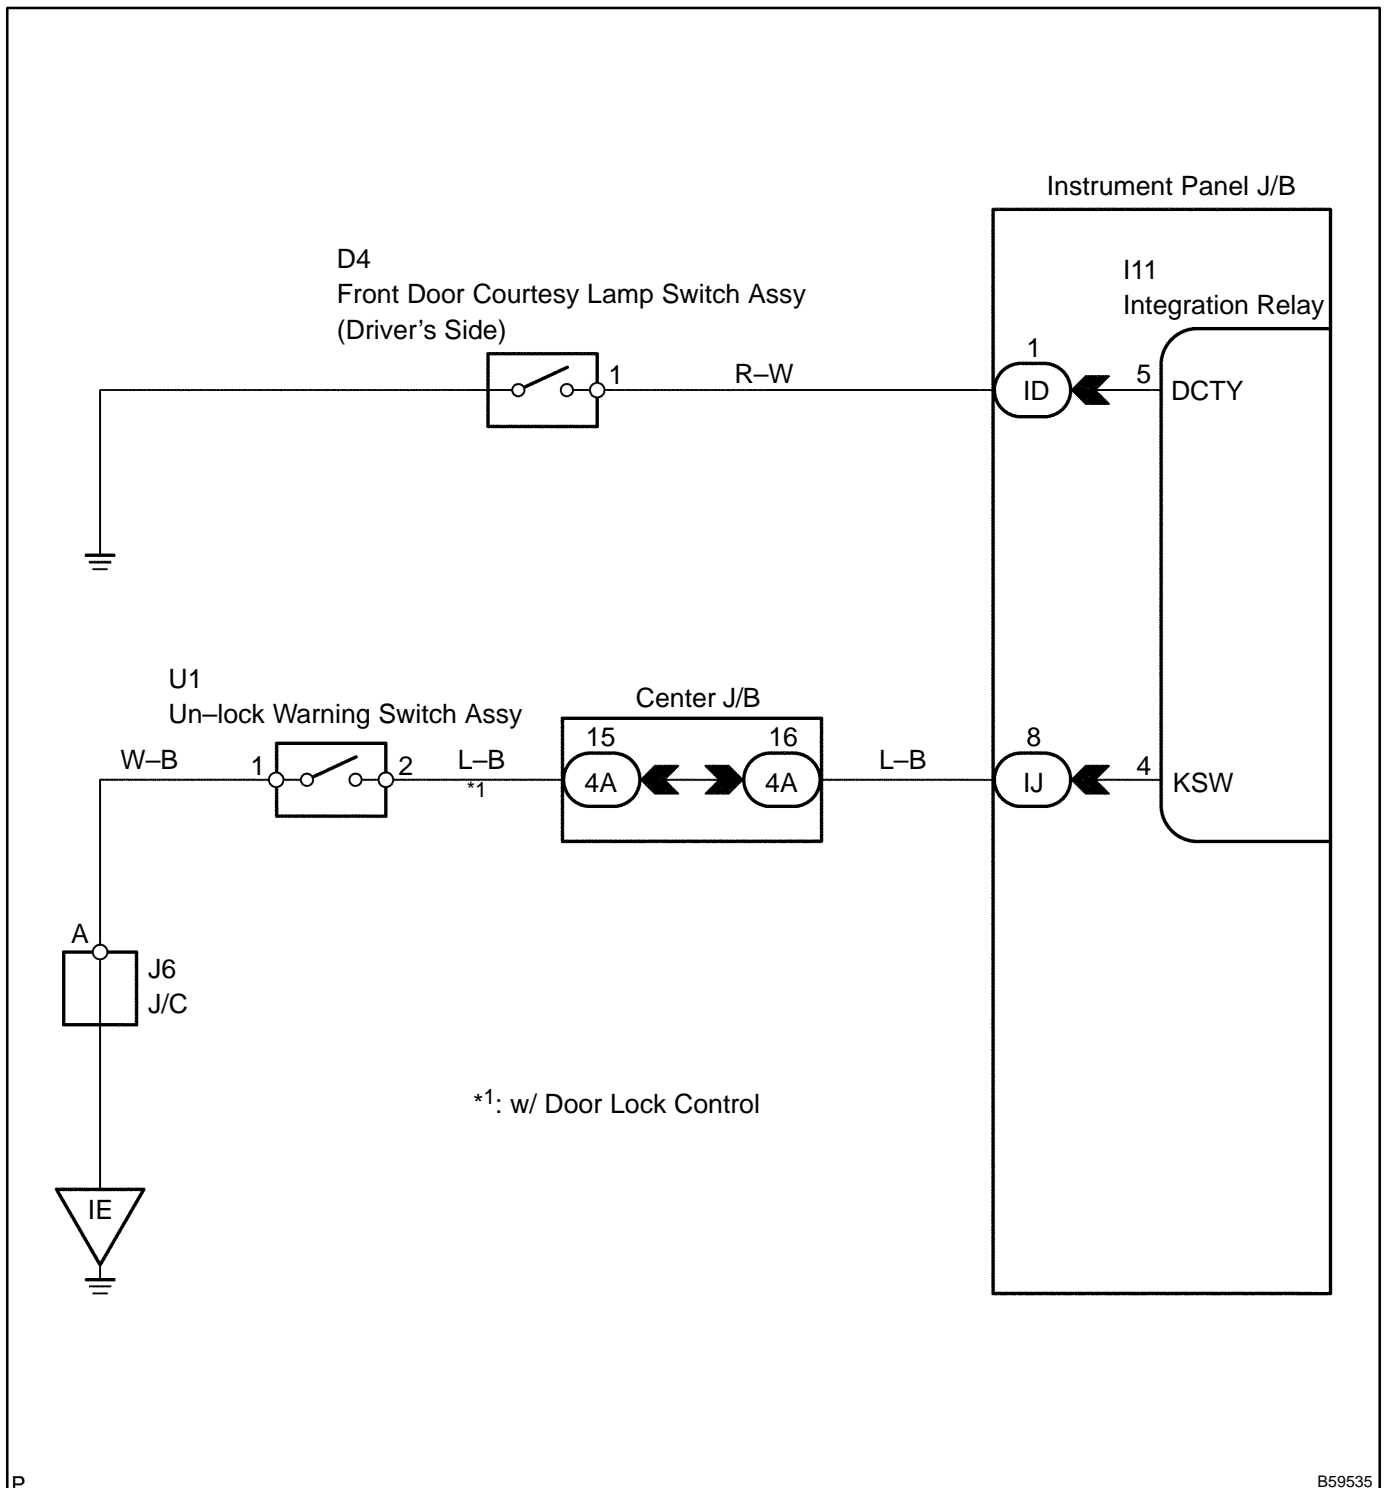 Instrument Panel J/B
D4
Front Door Courtesy Lamp Switch Assy
(Driver's Side)
I11
Integration Relay
1
R–W
1
ID
5
DCTY
U1
Un–lock Warning Switch Assy
Center J/B
W–B
1
2
L–B
*1
15
4A
16
4A
L–B
8
IJ
4
KSW
A
J6
J/C
*1: w/ Door Lock Control
IE
P
B59535